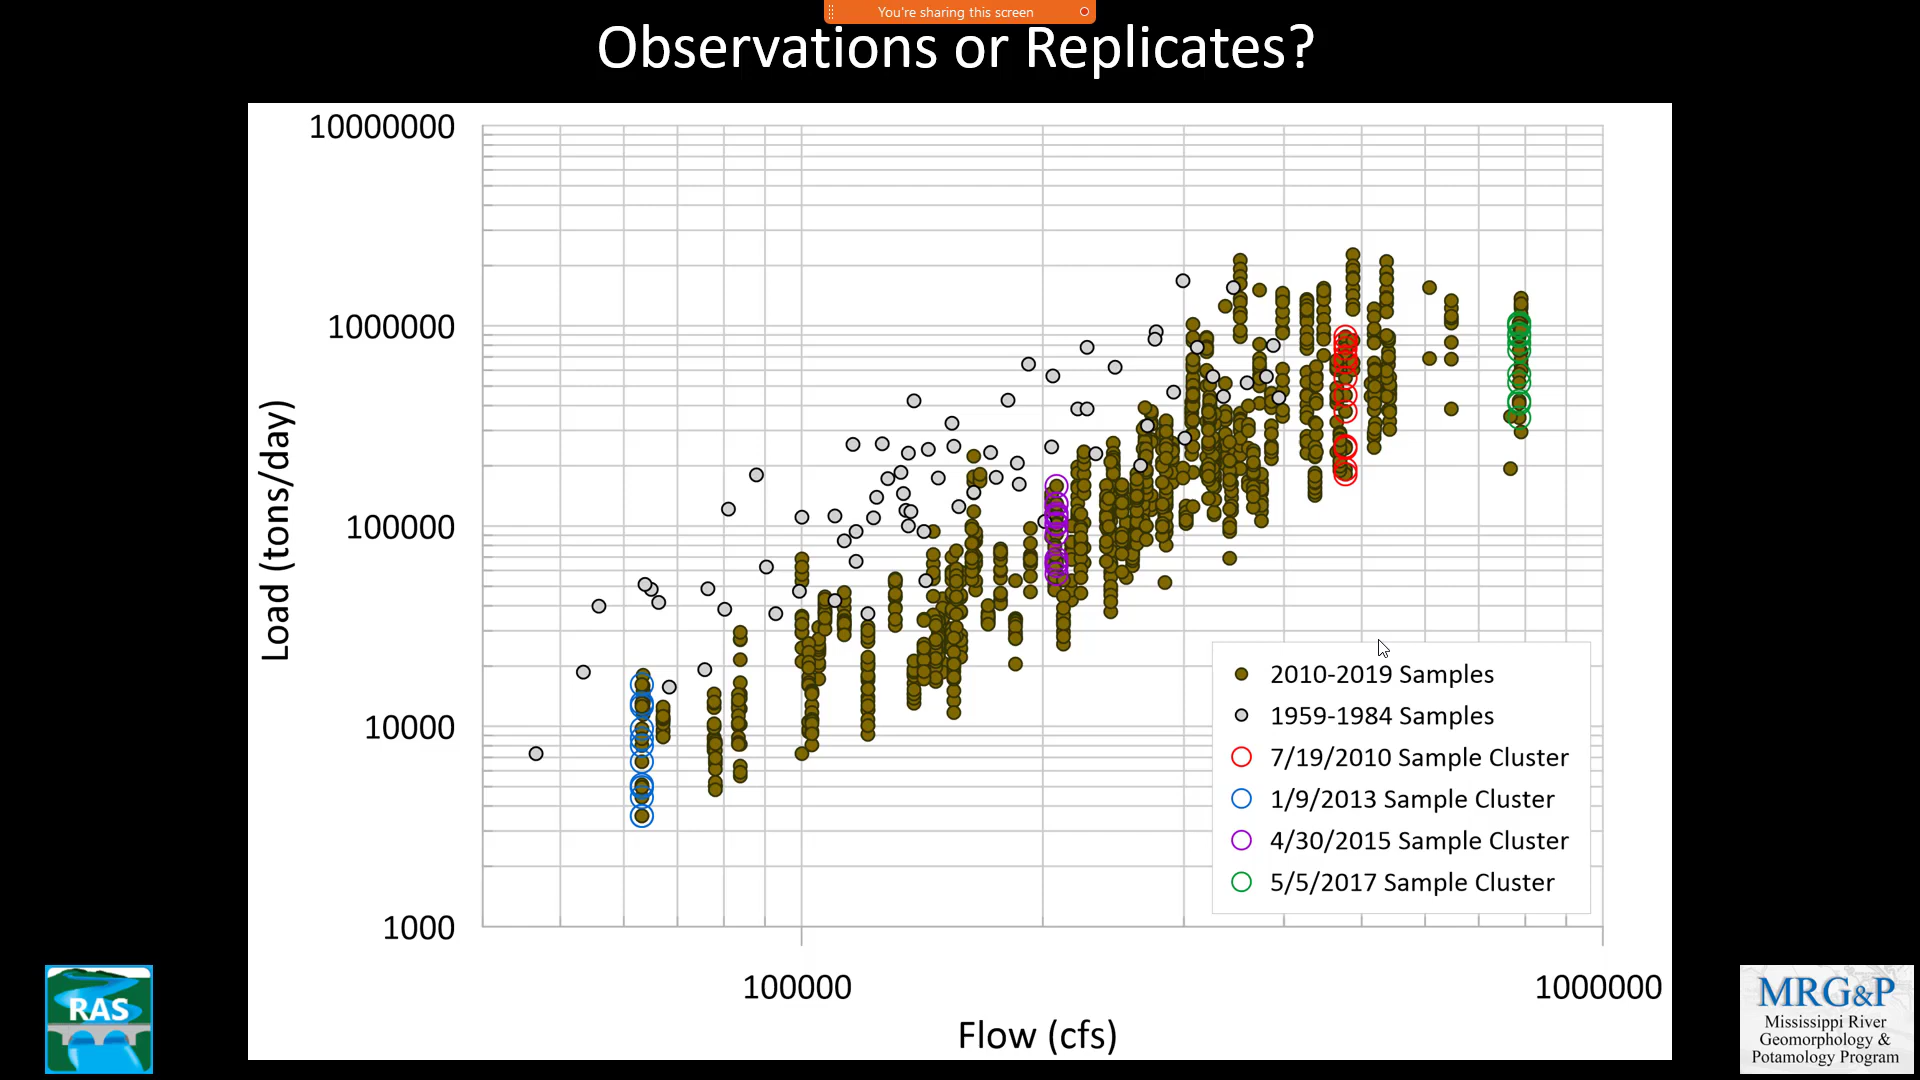 You're sharing this screen
Observations or Replicates?
10000000
1000000
100000
10000
1000
Load (tons/day)
100000
1000000
Flow (cfs)
2010-2019 Samples
1959-1984 Samples
7/19/2010 Sample Cluster
1/9/2013 Sample Cluster
4/30/2015 Sample Cluster
5/5/2017 Sample Cluster
RAS
MRG&P
Mississippi River
Geomorphology &
Potamology Program